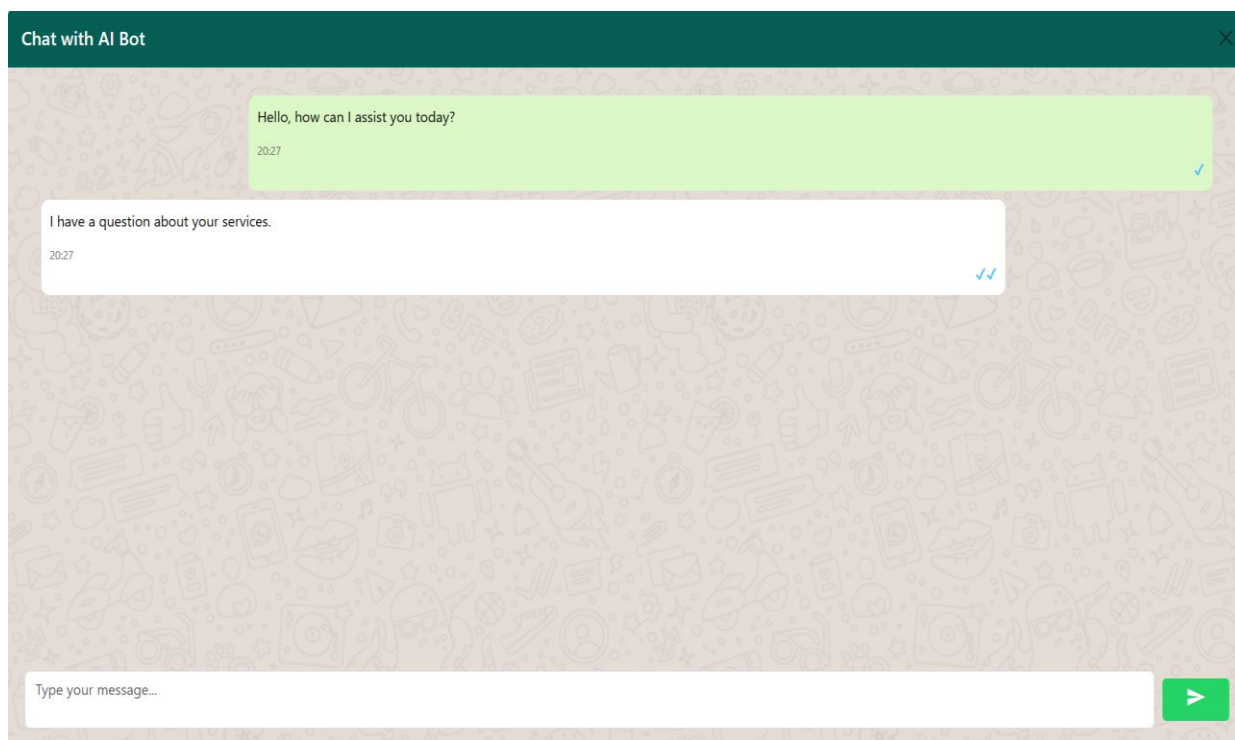 Chat with AI Bot
Hello, how can I assist you today?
20:27
I have a question about your services.
20:27
Type your message...